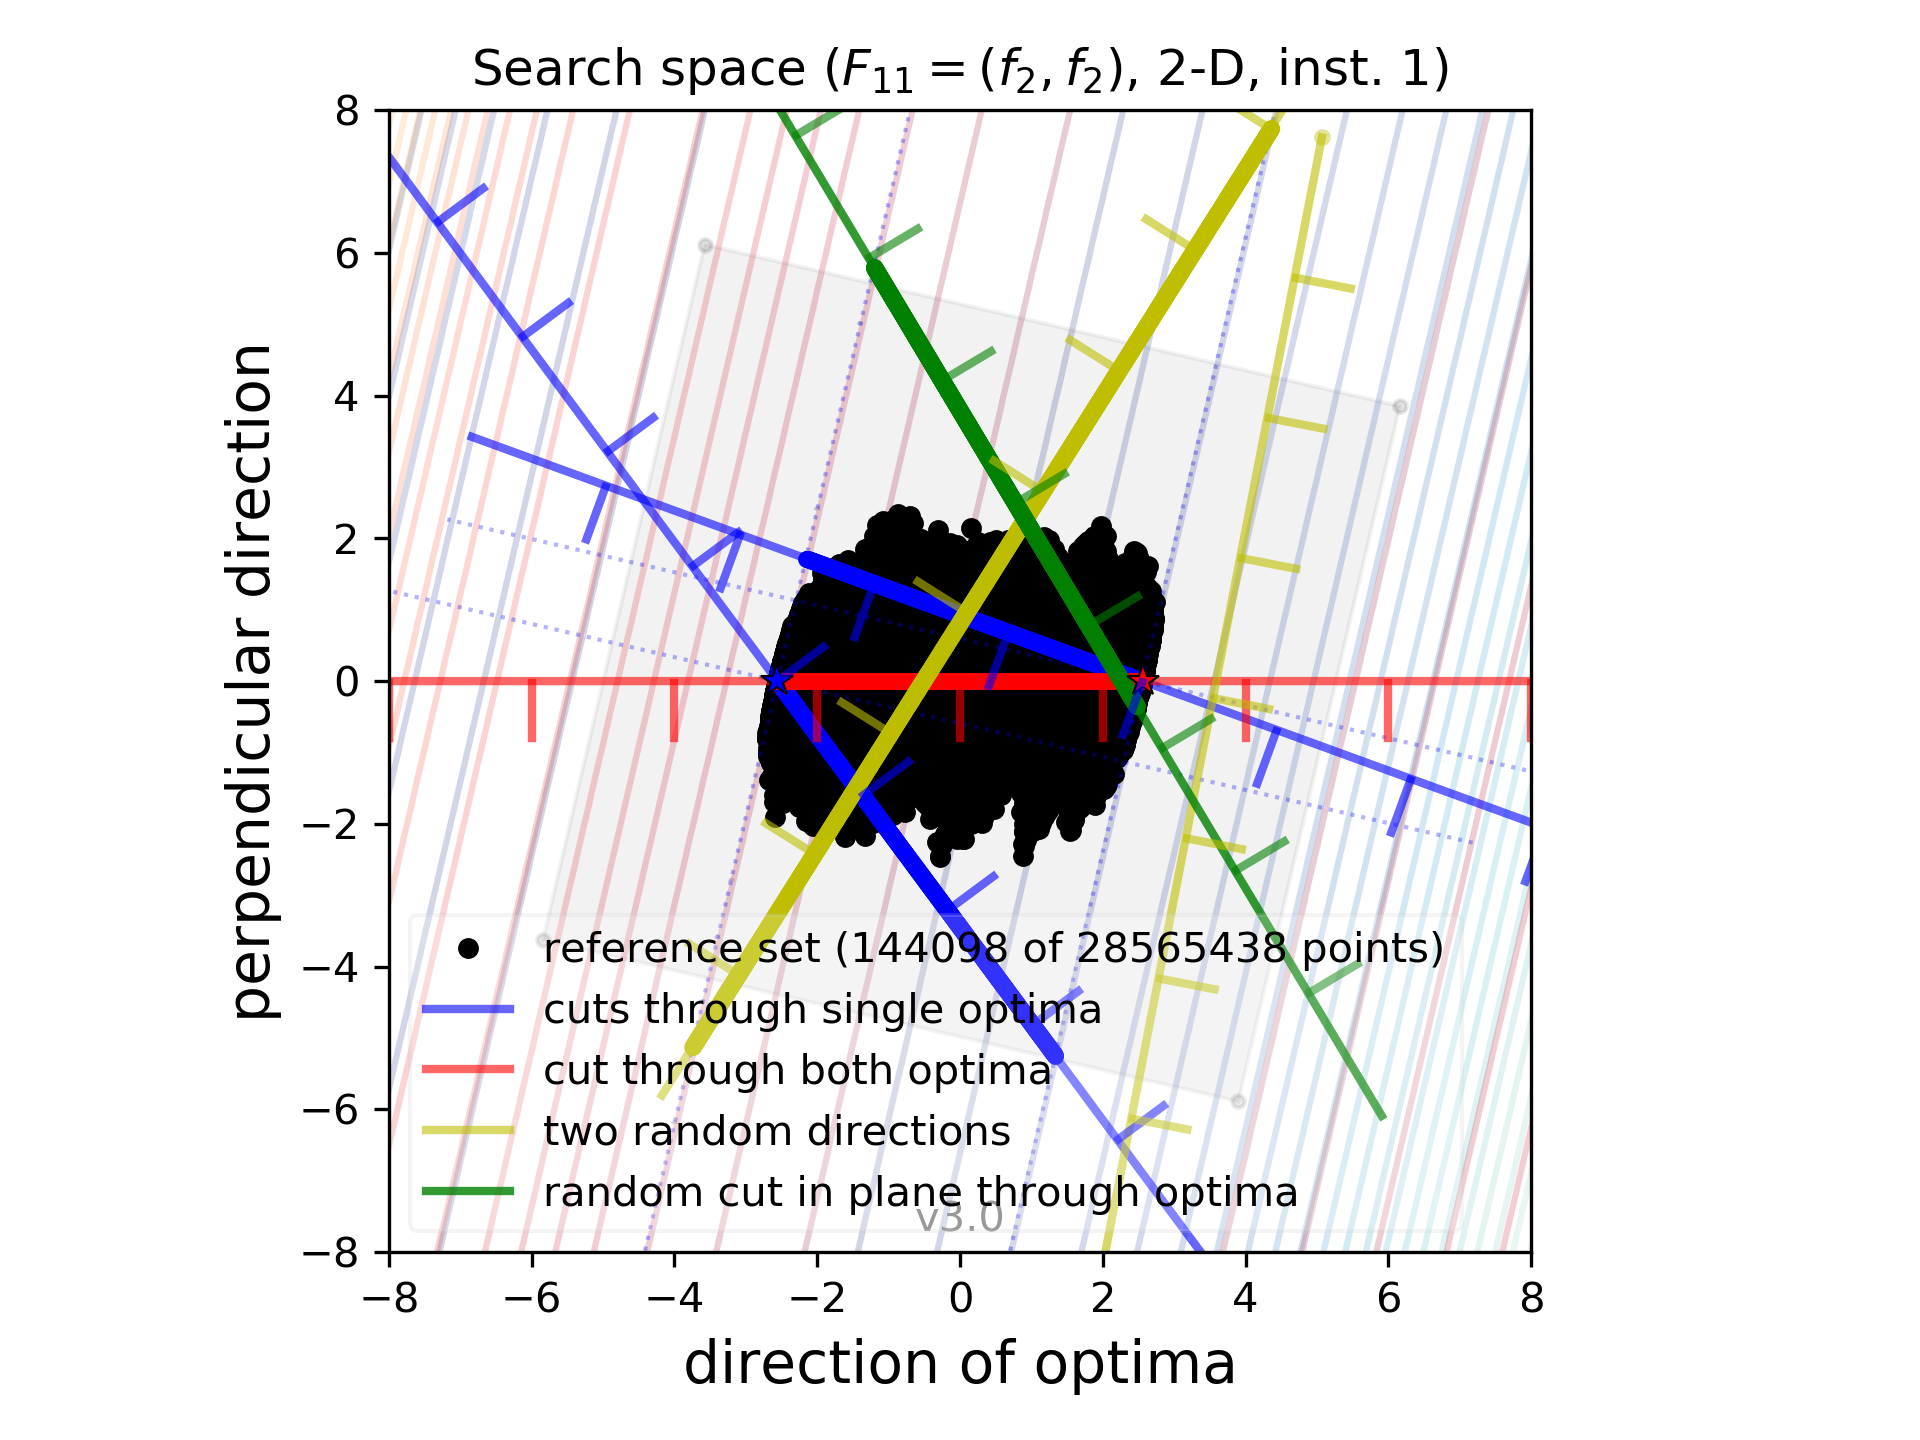 Search space (F₁₁ = (f₂, f₂), 2-D, inst. 1)
8
6
4
2
0
−2
−4
−6
−8
perpendicular direction
reference set (144098 of 28565438 points)
cuts through single optima
cut through both optima
two random directions
random cut in plane through optima
v3.0
−8 −6 −4 −2 0 2 4 6 8
direction of optima